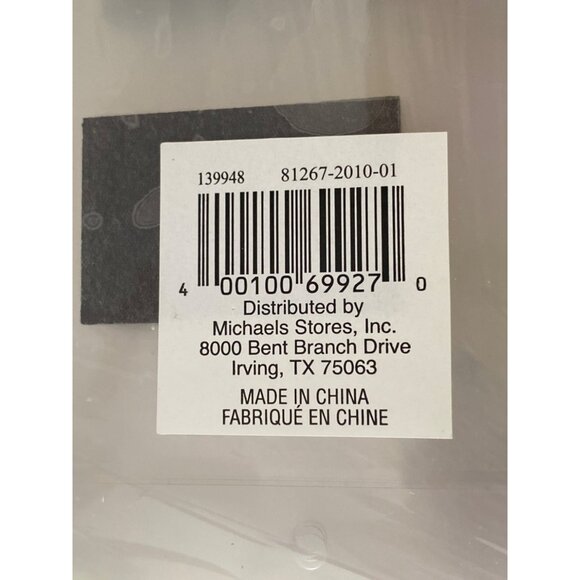 139948 81267-2010-01
4 00100 69927 0
Distributed by
Michaels Stores, Inc.
8000 Bent Branch Drive
Irving, TX 75063
MADE IN CHINA
FABRIQUÉ EN CHINE